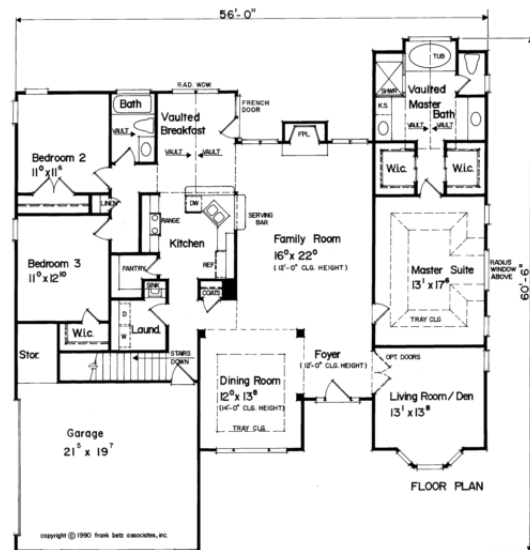 56'-0"
RAD. WDW.
FRENCH
DOOR
Bath
VAULT
Vaulted
Breakfast
VAULT VAULT
FPL.
TUB
SHWR
K.S.
Vaulted
Master
Bath
VAULT VAULT
W.i.c.
W.i.c.
Bedroom 2
11⁰ x 11⁶
LINEN
DW
RANGE
SERVING
BAR
Kitchen
REF.
Family Room
16⁰ x 22⁰
(12'-0" CLG. HEIGHT)
Bedroom 3
11⁰ x 12¹⁰
PANTRY
SINK
COATS
Master Suite
13¹ x 17⁶
TRAY CLG
RADIUS
WINDOW
ABOVE
60'-6"
W.i.c.
D
W
Laund.
Stor.
STAIRS
DOWN
Dining Room
12⁰ x 13⁸
(14'-0" CLG. HEIGHT)
TRAY CLG.
Foyer
(12'-0" CLG. HEIGHT)
OPT. DOORS
Living Room / Den
13¹ x 13⁸
Garage
21⁵ x 19⁷
FLOOR PLAN
copyright © 1990 frank betz associates, inc.